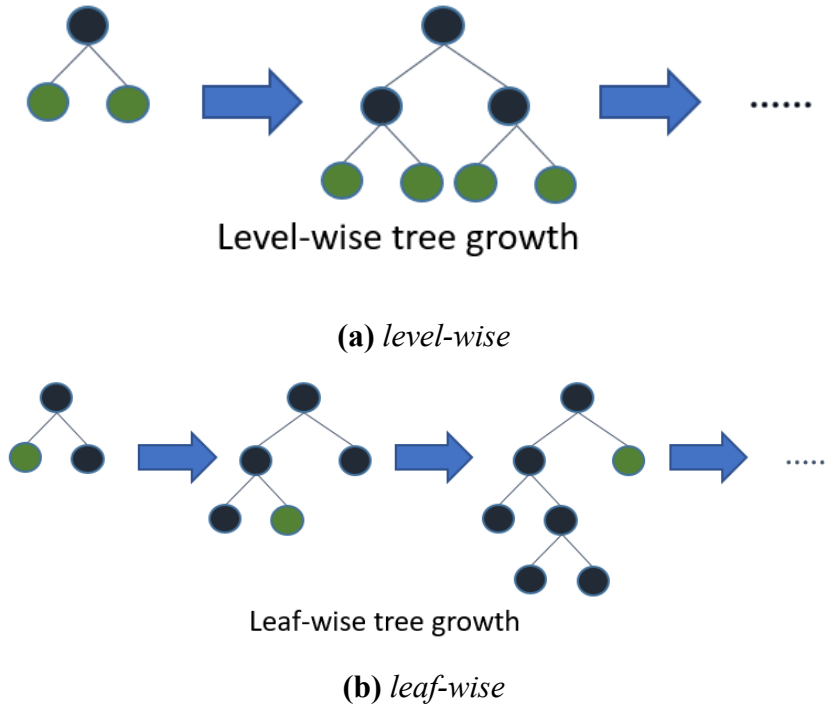 ......
Level-wise tree growth
(a) level-wise
.....
Leaf-wise tree growth
(b) leaf-wise